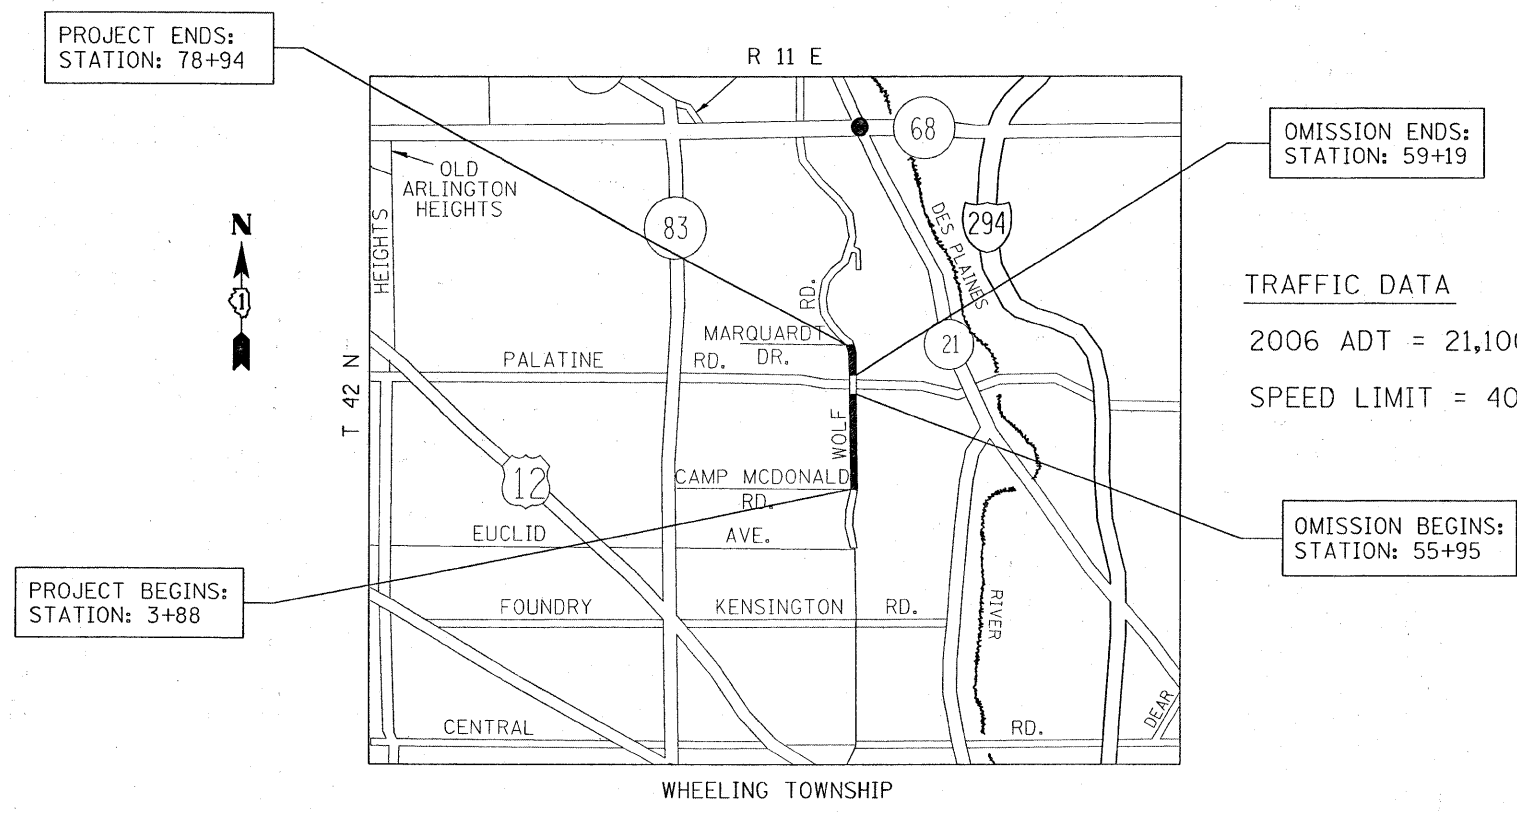 PROJECT ENDS:
STATION: 78+94
R 11 E
OMISSION ENDS:
STATION: 59+19
68
OLD
ARLINGTON
HEIGHTS
HEIGHTS
N
1
83
294
DES PLAINES
RD.
TRAFFIC DATA
2006 ADT = 21,100
SPEED LIMIT = 40
MARQUARDT
DR.
21
PALATINE
RD.
T 42 N
WOLF
12
CAMP MCDONALD
RD.
EUCLID
AVE.
OMISSION BEGINS:
STATION: 55+95
PROJECT BEGINS:
STATION: 3+88
FOUNDRY
KENSINGTON
RD.
RIVER
DEAR
CENTRAL
RD.
WHEELING TOWNSHIP